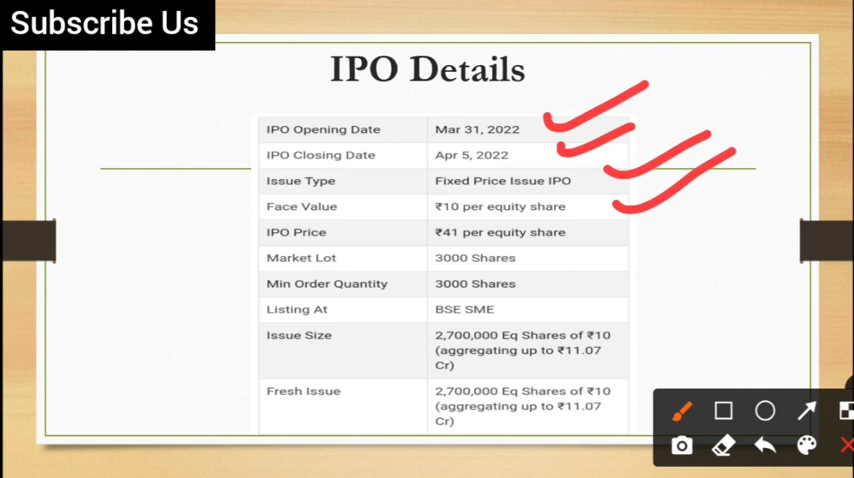 Subscribe Us
IPO Details
IPO Opening Date Mar 31, 2022
IPO Closing Date Apr 5, 2022
Issue Type Fixed Price Issue IPO
Face Value ₹10 per equity share
IPO Price ₹41 per equity share
Market Lot 3000 Shares
Min Order Quantity 3000 Shares
Listing At BSE SME
Issue Size 2,700,000 Eq Shares of ₹10
(aggregating up to ₹11.07
Cr)
Fresh Issue 2,700,000 Eq Shares of ₹10
(aggregating up to ₹11.07
Cr)